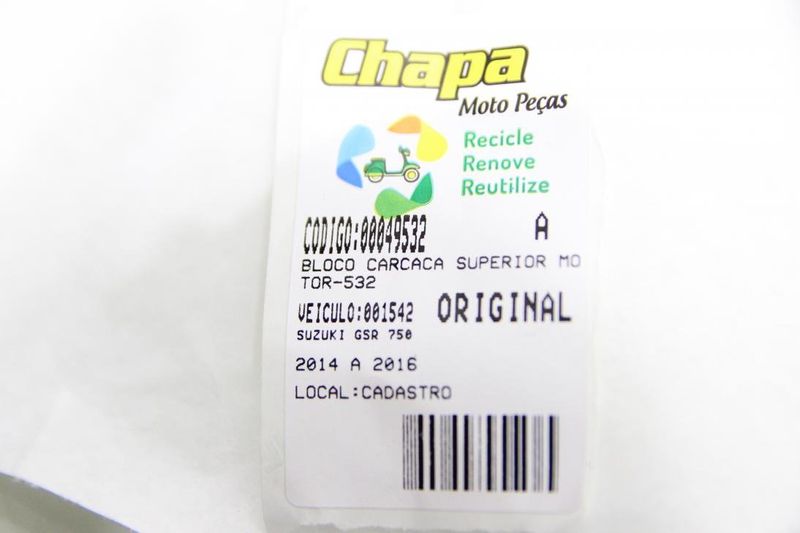 Chapa
Moto Peças
Recicle
Renove
Reutilize
CODIGO:00049532 A
BLOCO CARCACA SUPERIOR MO
TOR-532
VEICULO:001542 ORIGINAL
SUZUKI GSR 750
2014 A 2016
LOCAL:CADASTRO